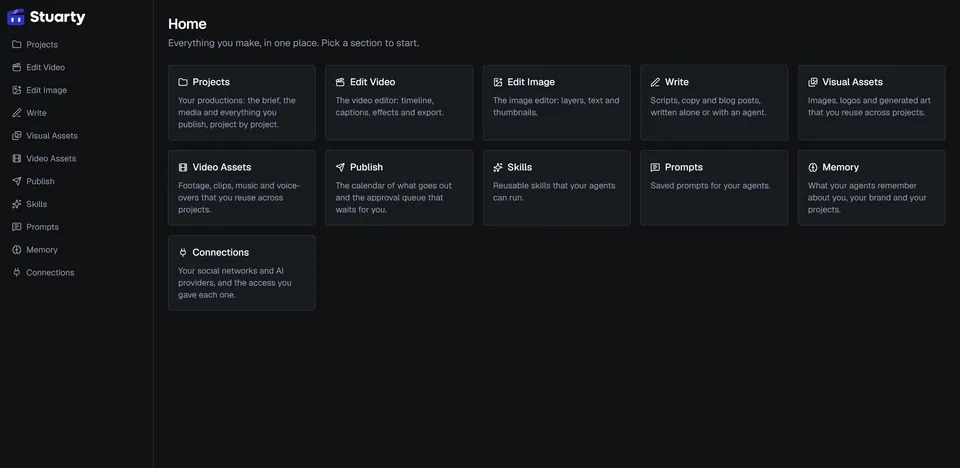 Stuarty
Projects
Edit Video
Edit Image
Write
Visual Assets
Video Assets
Publish
Skills
Prompts
Memory
Connections
Home
Everything you make, in one place. Pick a section to start.
Projects
Your productions: the brief, the
media and everything you
publish, project by project.
Edit Video
The video editor: timeline,
captions, effects and export.
Edit Image
The image editor: layers, text and
thumbnails.
Write
Scripts, copy and blog posts,
written alone or with an agent.
Visual Assets
Images, logos and generated art
that you reuse across projects.
Video Assets
Footage, clips, music and voice-
overs that you reuse across
projects.
Publish
The calendar of what goes out
and the approval queue that
waits for you.
Skills
Reusable skills that your agents
can run.
Prompts
Saved prompts for your agents.
Memory
What your agents remember
about you, your brand and your
projects.
Connections
Your social networks and AI
providers, and the access you
gave each one.